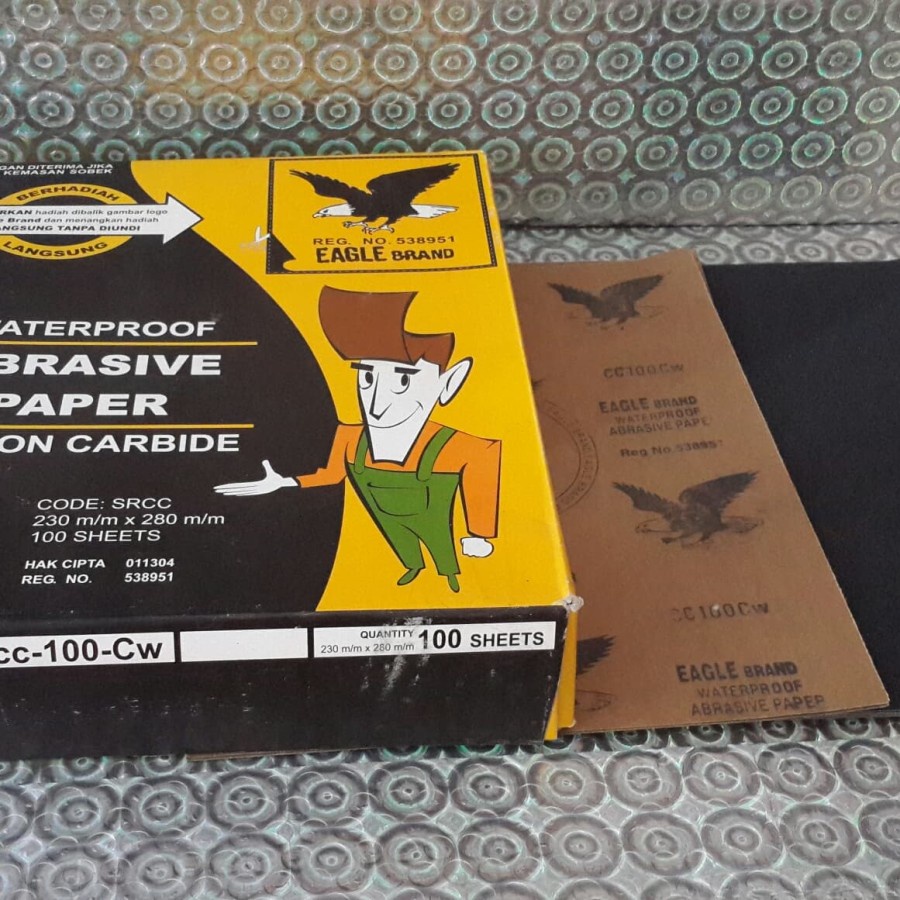 GAN DITERIMA JIKA
KEMASAN SOBEK
BERHADIAH
RKAN hadiah dibalik gambar logo
e Brand dan menangkan hadiah
ANGSUNG TANPA DIUNDI
LANGSUNG
REG. NO. 538951
EAGLE BRAND
WATERPROOF
BRASIVE
PAPER
ON CARBIDE
CODE: SRCC
230 m/m x 280 m/m
100 SHEETS
HAK CIPTA 011304
REG. NO. 538951
cc-100-Cw
QUANTITY
230 m/m x 280 m/m
100 SHEETS
CC100Cw
EAGLE BRAND
WATERPROOF
ABRASIVE PAPE
Reg No.53895
CC100Cw
EAGLE BRAND
WATERPROOF
ABRASIVE PAPER